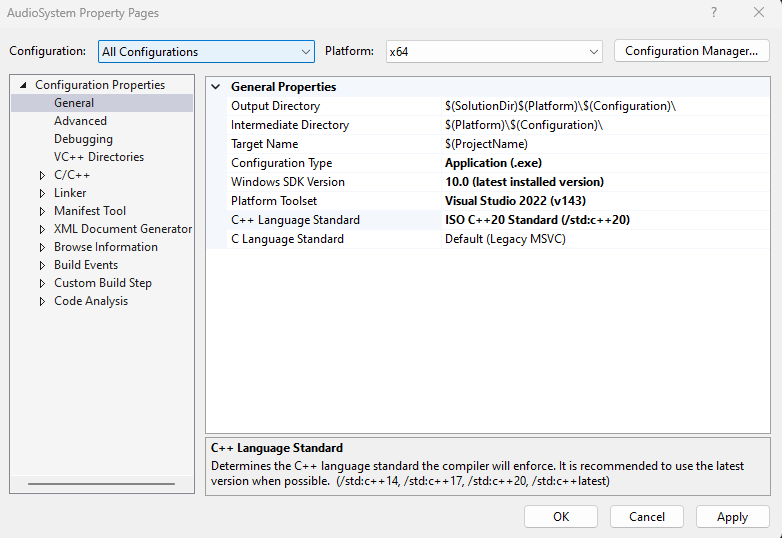 AudioSystem Property Pages
?
Configuration: All Configurations Platform: x64 Configuration Manager...
Configuration Properties
General
Advanced
Debugging
VC++ Directories
C/C++
Linker
Manifest Tool
XML Document Generator
Browse Information
Build Events
Custom Build Step
Code Analysis
General Properties
Output Directory $(SolutionDir)$(Platform)\$(Configuration)\
Intermediate Directory $(Platform)\$(Configuration)\
Target Name $(ProjectName)
Configuration Type Application (.exe)
Windows SDK Version 10.0 (latest installed version)
Platform Toolset Visual Studio 2022 (v143)
C++ Language Standard ISO C++20 Standard (/std:c++20)
C Language Standard Default (Legacy MSVC)
C++ Language Standard
Determines the C++ language standard the compiler will enforce. It is recommended to use the latest
version when possible.  (/std:c++14, /std:c++17, /std:c++20, /std:c++latest)
OK Cancel Apply